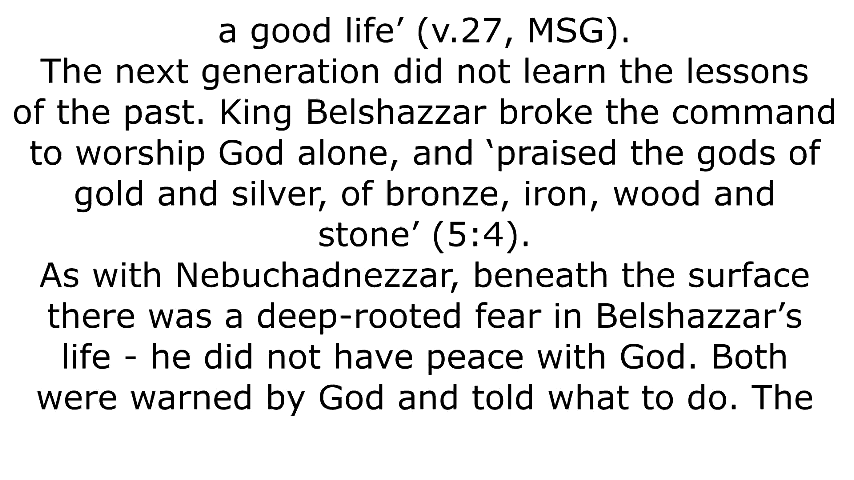 a good life’ (v.27, MSG).
The next generation did not learn the lessons
of the past. King Belshazzar broke the command
to worship God alone, and ‘praised the gods of
gold and silver, of bronze, iron, wood and
stone’ (5:4).
As with Nebuchadnezzar, beneath the surface
there was a deep-rooted fear in Belshazzar’s
life - he did not have peace with God. Both
were warned by God and told what to do. The